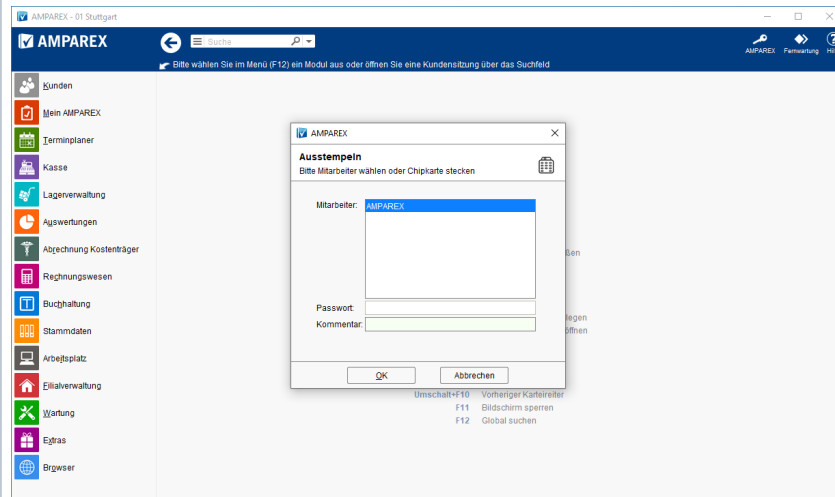 AMPAREX - 01 Stuttgart
AMPAREX
Suche
AMPAREX
Fernwartung
Bitte wählen Sie im Menü (F12) ein Modul aus oder öffnen Sie eine Kundensitzung über das Suchfeld
Kunden
Mein AMPAREX
Terminplaner
Kasse
Lagerverwaltung
Auswertungen
Abrechnung Kostenträger
Rechnungswesen
Buchhaltung
Stammdaten
Arbeitsplatz
Filialverwaltung
Wartung
Extras
Browser
AMPAREX
Ausstempeln
Bitte Mitarbeiter wählen oder Chipkarte stecken
Mitarbeiter:
AMPAREX
Passwort:
Kommentar:
OK
Abbrechen
Umschalt+F10 Vorheriger Karteireiter
F11 Bildschirm sperren
F12 Global suchen